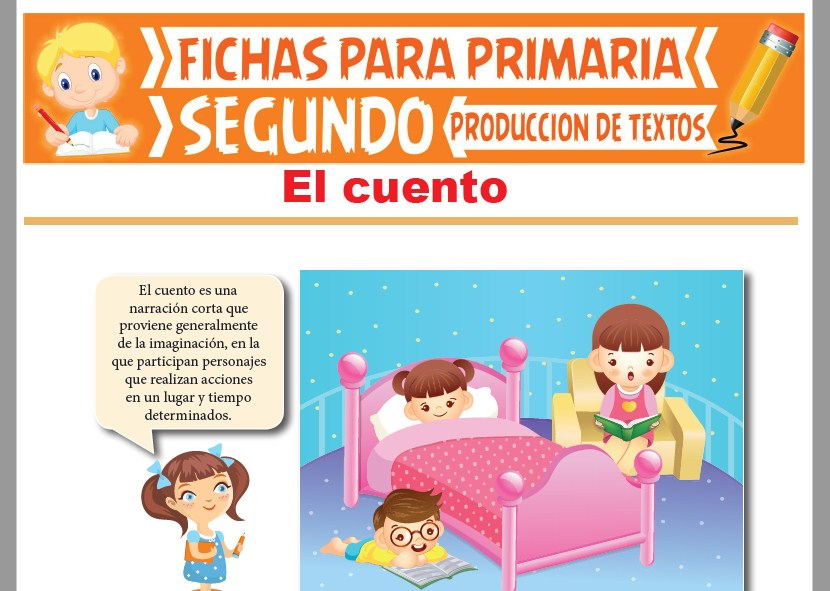 FICHAS PARA PRIMARIA
SEGUNDO PRODUCCION DE TEXTOS
El cuento
El cuento es una
narración corta que
proviene generalmente
de la imaginación, en la
que participan personajes
que realizan acciones
en un lugar y tiempo
determinados.